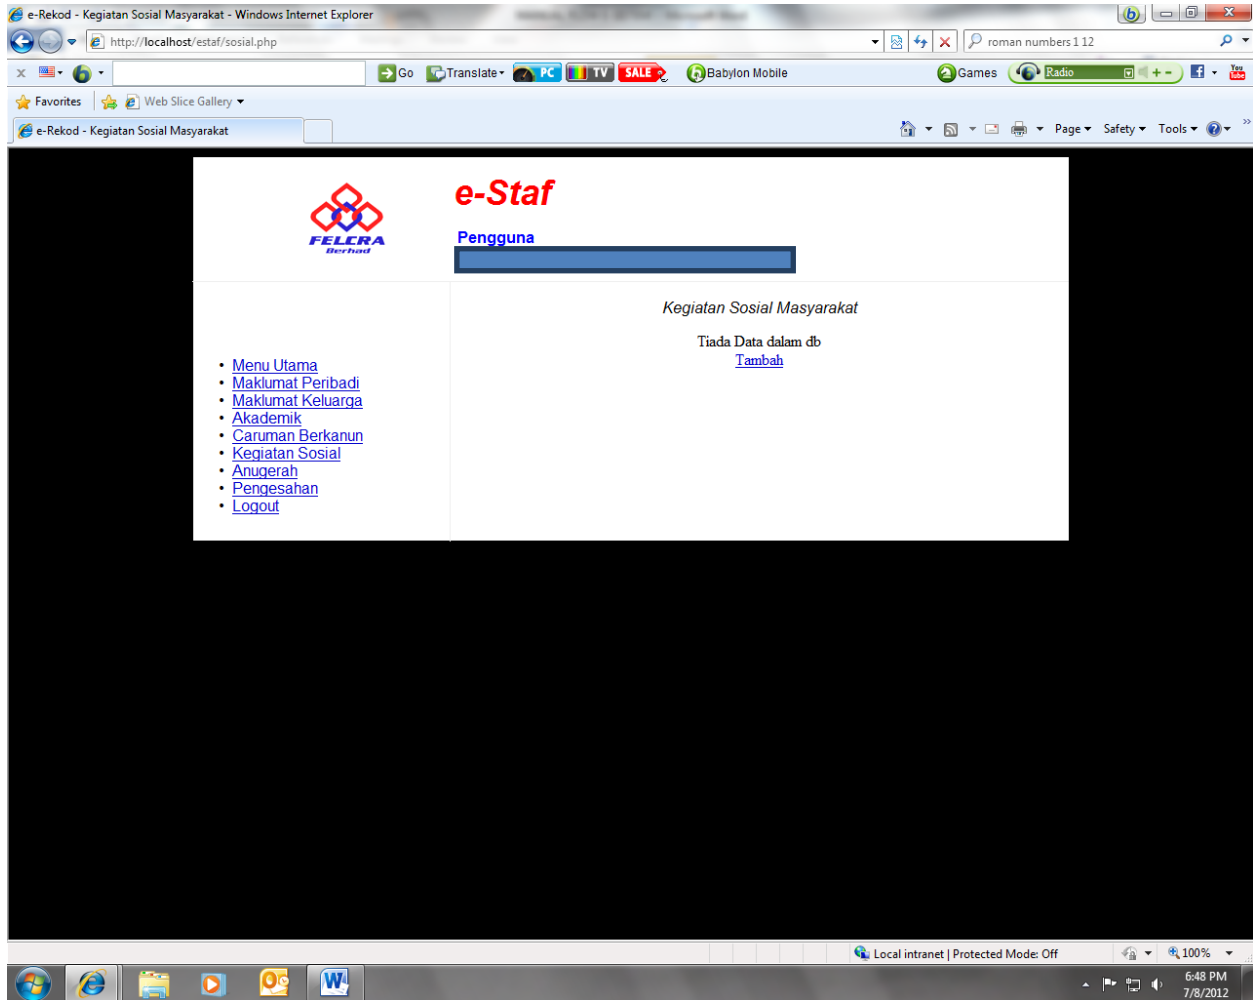 e-Rekod - Kegiatan Sosial Masyarakat - Windows Internet Explorer
http://localhost/estaf/sosial.php
roman numbers 1 12
x
Go Translate PC TV SALE Babylon Mobile Games Radio You Tube
Favorites Web Slice Gallery
e-Rekod - Kegiatan Sosial Masyarakat
Page Safety Tools
e-Staf
FELCRA
Berhad
Pengguna
Kegiatan Sosial Masyarakat
Tiada Data dalam db
Tambah
• Menu Utama
• Maklumat Peribadi
• Maklumat Keluarga
• Akademik
• Caruman Berkanun
• Kegiatan Sosial
• Anugerah
• Pengesahan
• Logout
Local intranet | Protected Mode: Off
100%
6:48 PM
7/8/2012